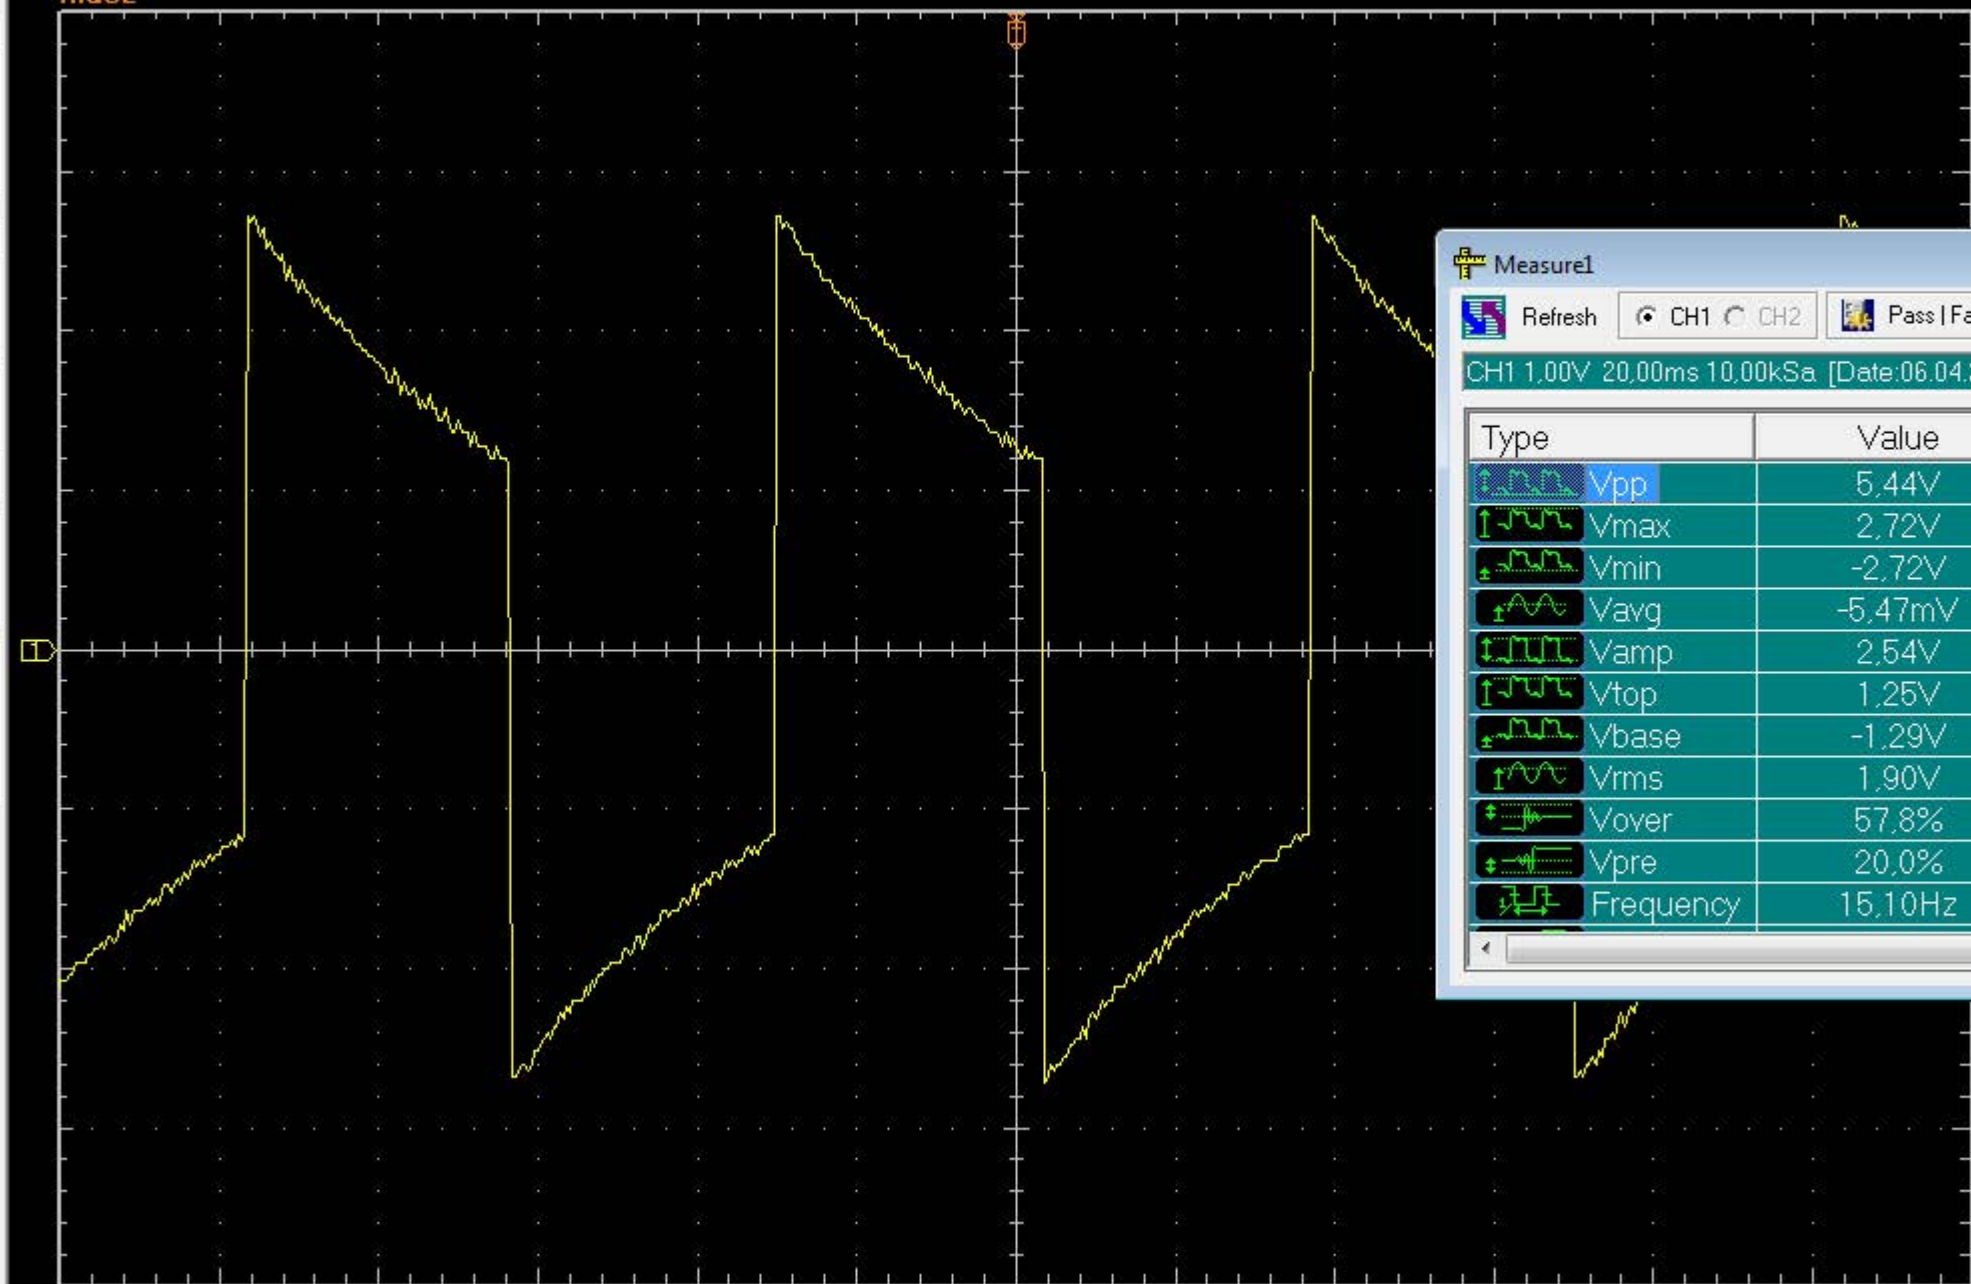 1
Measure1
Refresh CH1 CH2 Pass | Fa
CH1 1,00V 20,00ms 10,00kSa [Date:06.04.
Type Value
Vpp 5,44V
Vmax 2,72V
Vmin -2,72V
Vavg -5,47mV
Vamp 2,54V
Vtop 1,25V
Vbase -1,29V
Vrms 1,90V
Vover 57,8%
Vpre 20,0%
Frequency 15,10Hz